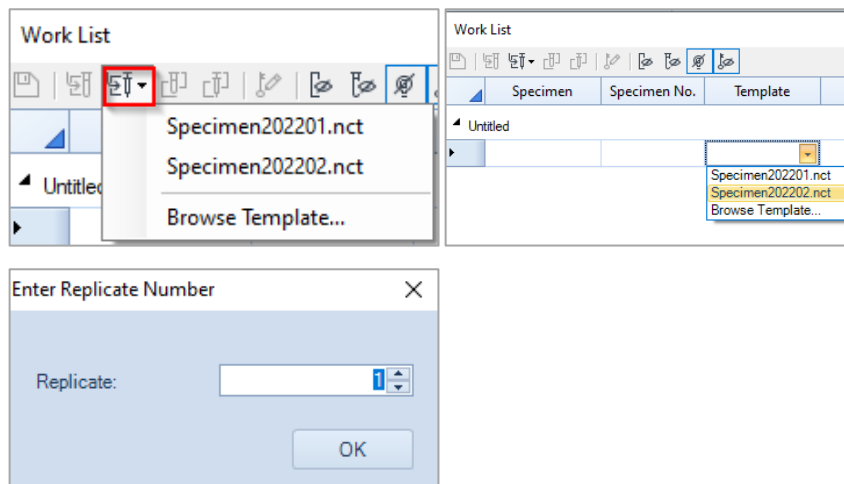 Work List
Specimen202201.nct
Specimen202202.nct
Untitled
Browse Template...
Work List
Specimen Specimen No. Template
Untitled
Specimen202201.nct
Specimen202202.nct
Browse Template...
Enter Replicate Number
Replicate: 1
OK